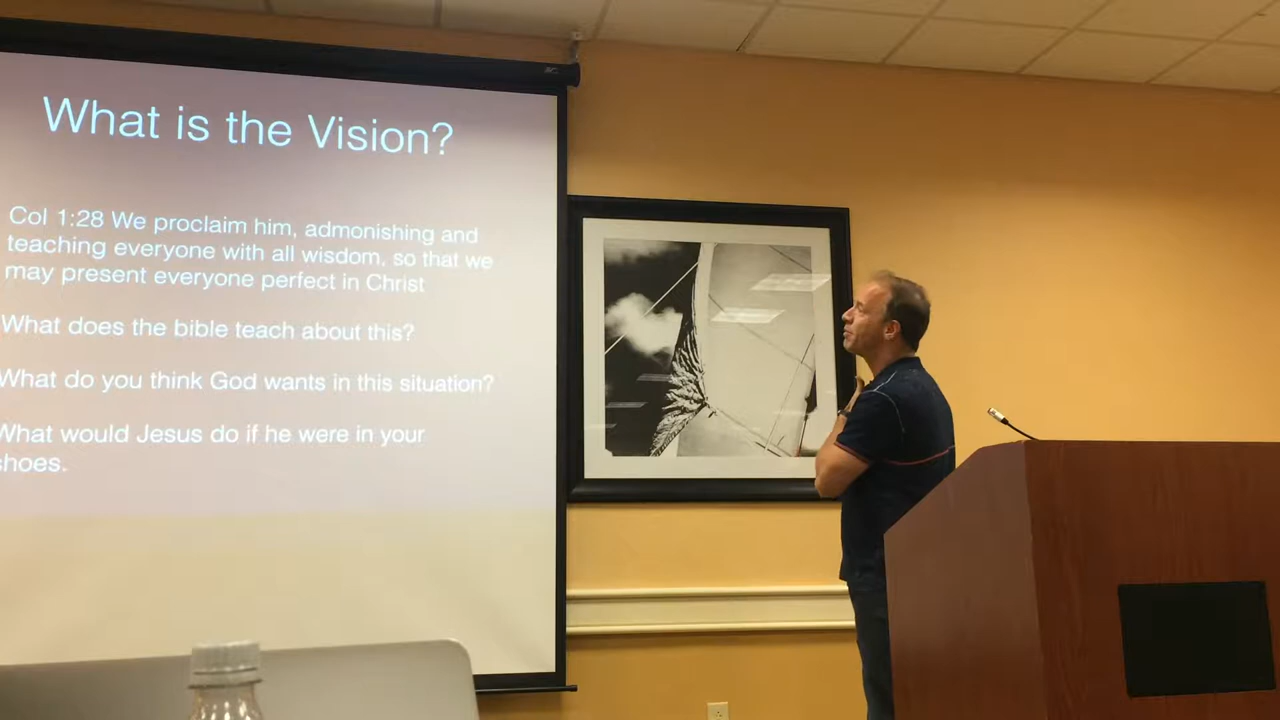 What is the Vision?
Col 1:28 We proclaim him, admonishing and
teaching everyone with all wisdom, so that we
may present everyone perfect in Christ
What does the bible teach about this?
What do you think God wants in this situation?
What would Jesus do if he were in your
hoes.